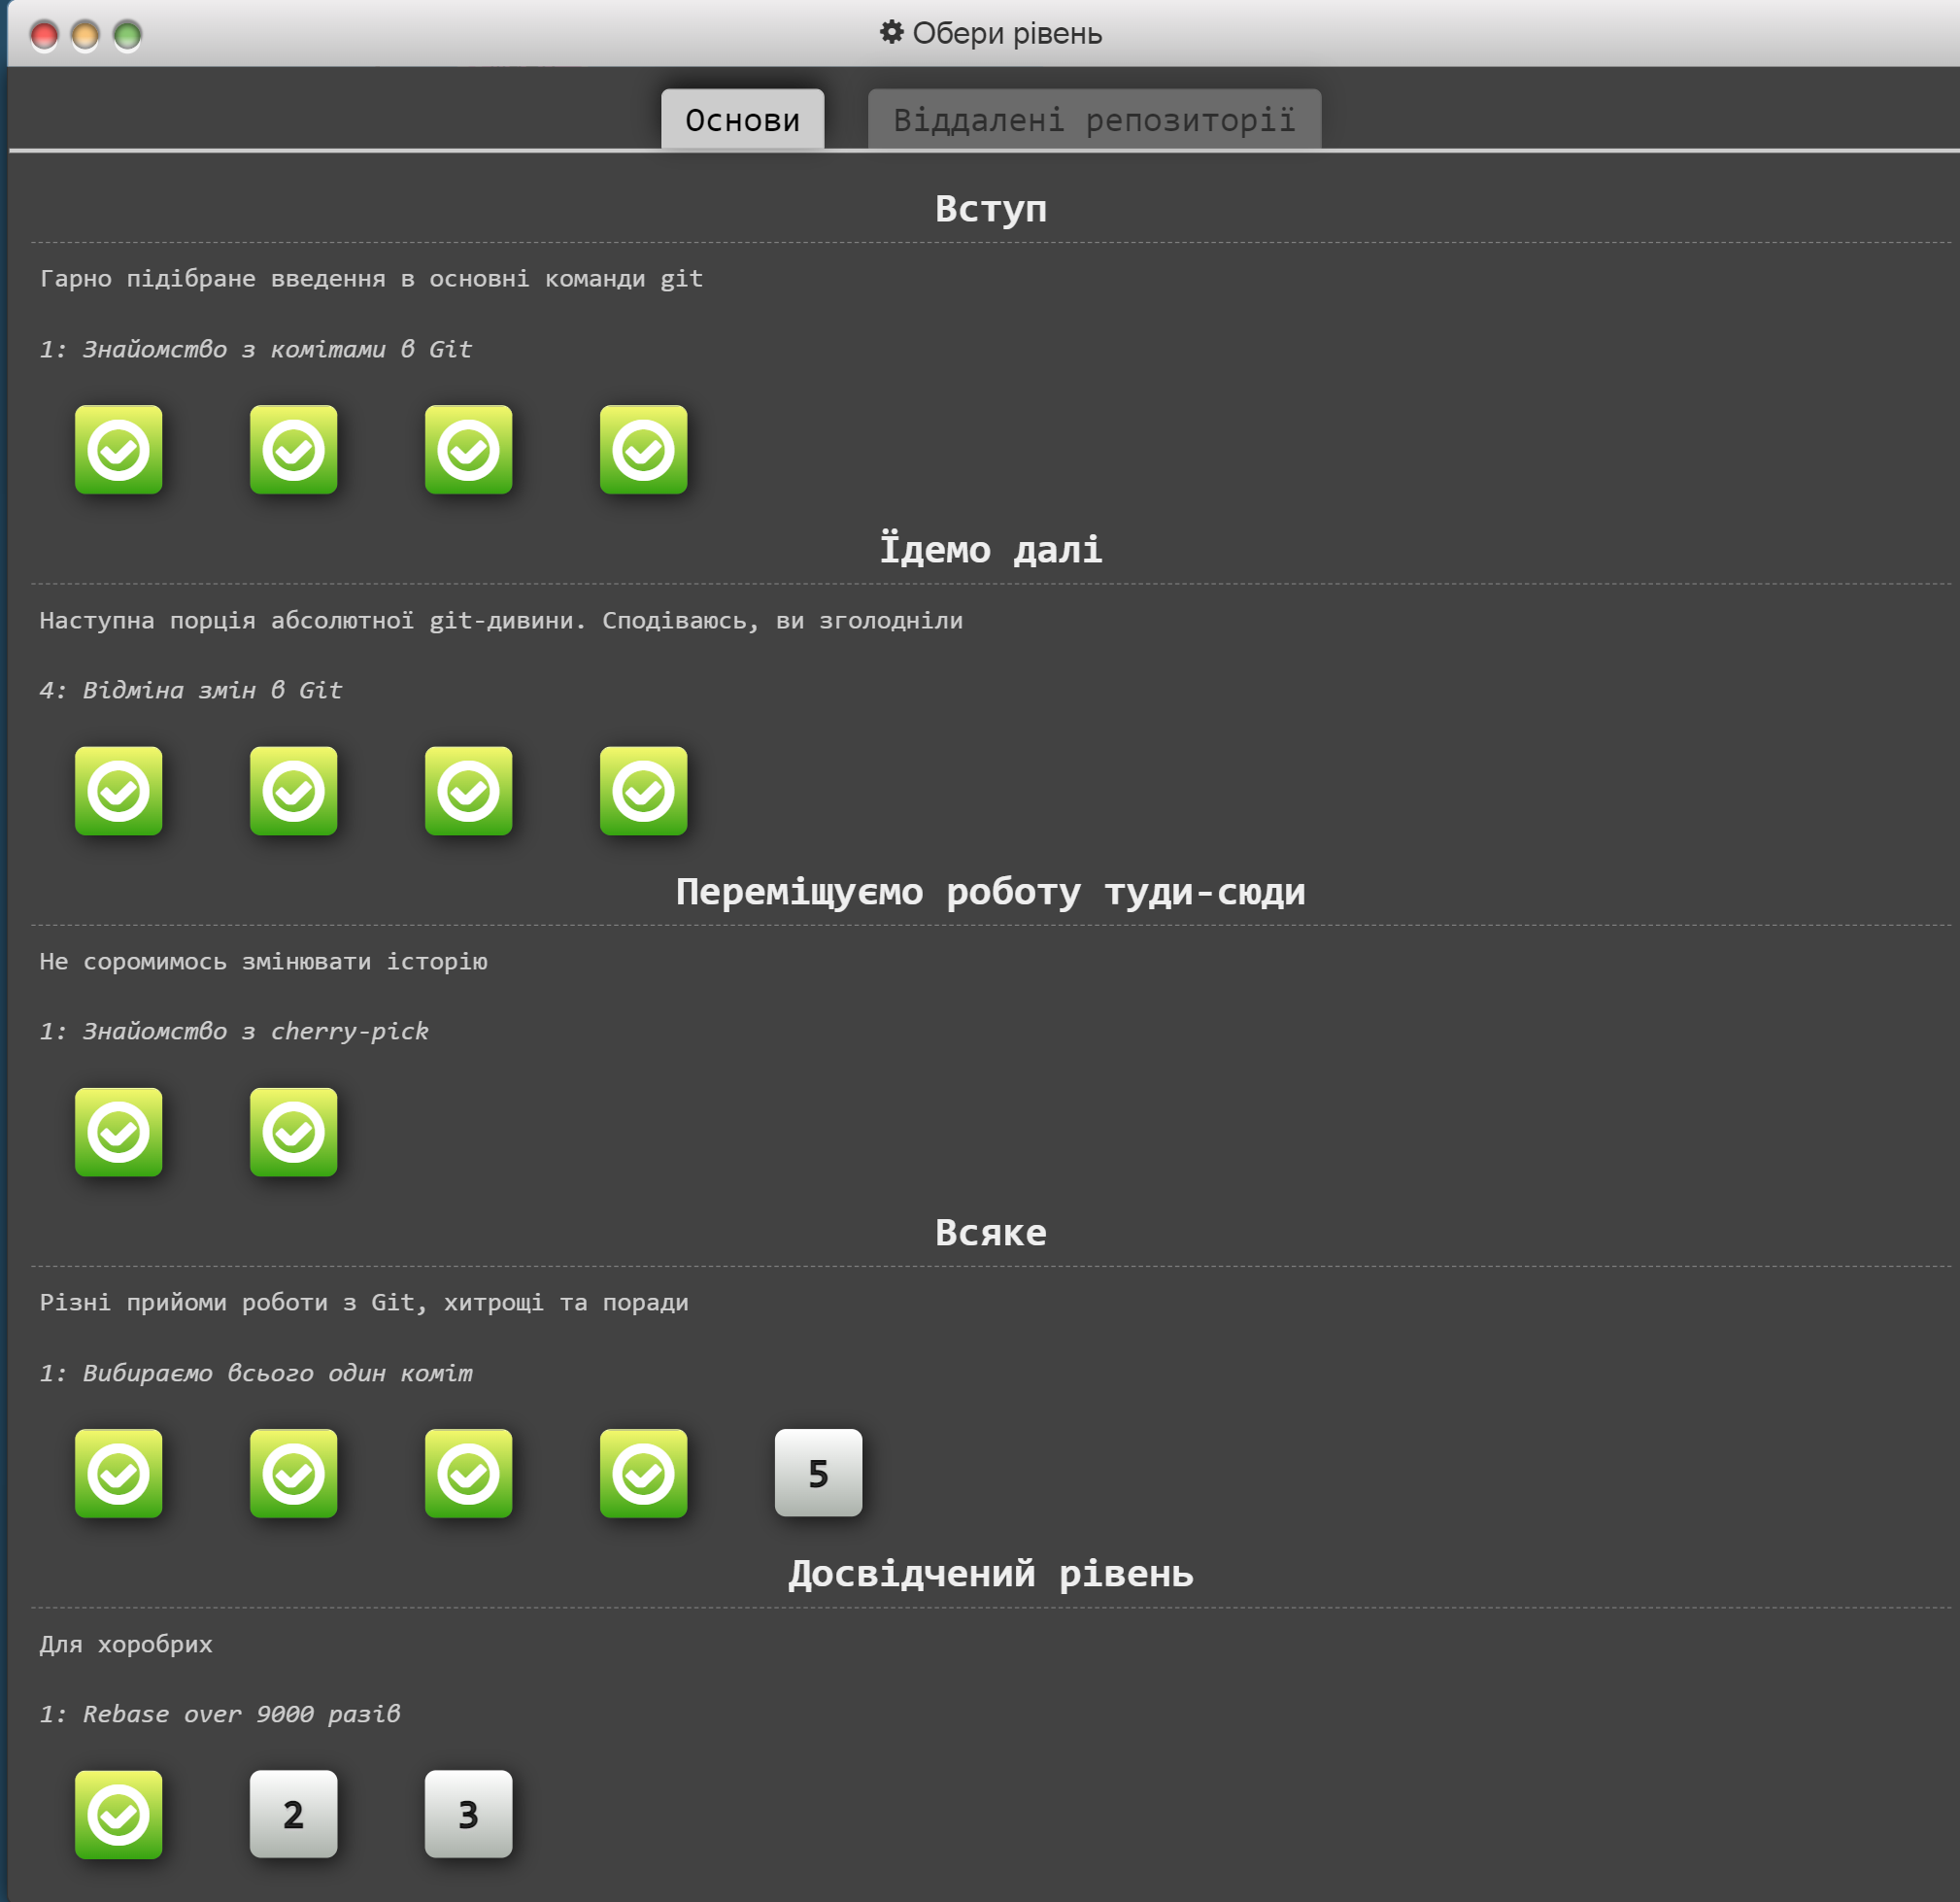 Обери рівень
Основи
Віддалені репозиторії
Вступ
Гарно підібране введення в основні команди git
1: Знайомство з комітами в Git
Їдемо далі
Наступна порція абсолютної git-дивини. Сподіваюсь, ви зголодніли
4: Відміна змін в Git
Переміщуємо роботу туди-сюди
Не соромимось змінювати історію
1: Знайомство з cherry-pick
Всяке
Різні прийоми роботи з Git, хитрощі та поради
1: Вибираємо всього один коміт
5
Досвідчений рівень
Для хоробрих
1: Rebase over 9000 разів
2
3